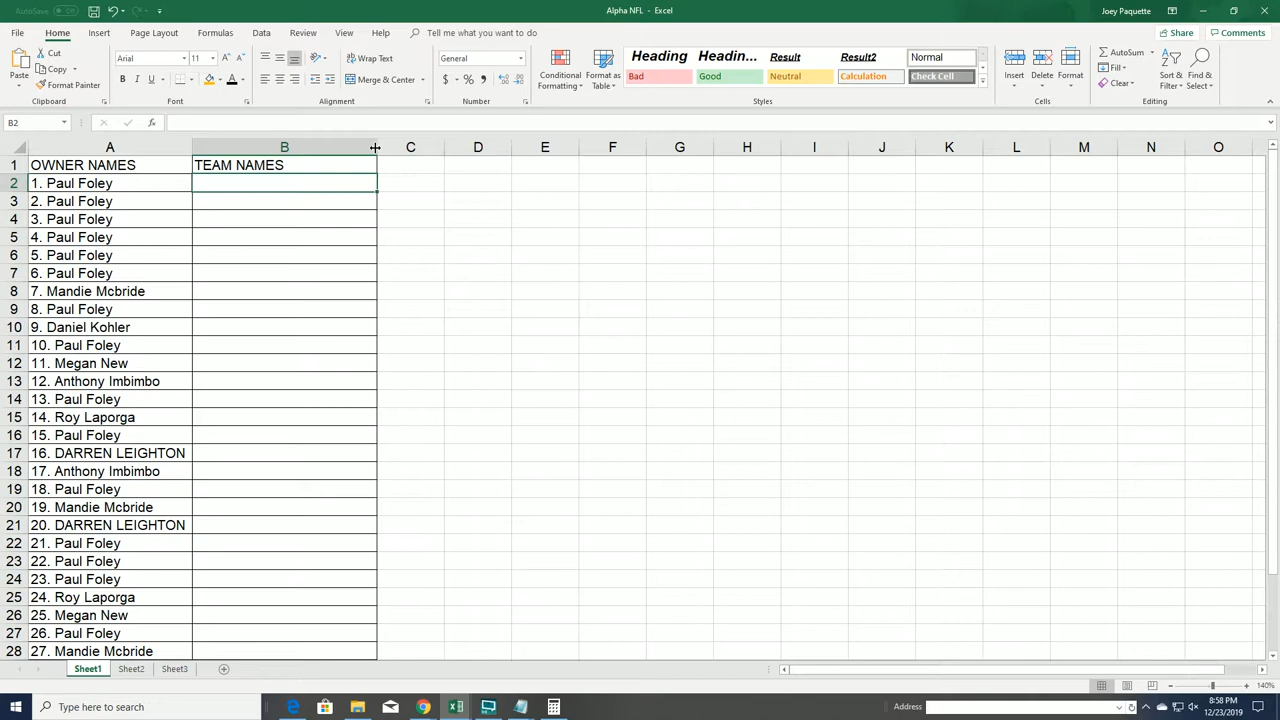 AutoSave Off
Alpha NFL - Excel
Joey Paquette
File Home Insert Page Layout Formulas Data Review View Help Tell me what you want to do
Share Comments
Paste
Cut
Copy
Format Painter
Clipboard
Arial 11
B I U
Font
Wrap Text
Merge & Center
Alignment
General
$ % ,
Number
Conditional Formatting
Format as Table
Heading Headin... Result Result2 Normal
Bad Good Neutral Calculation Check Cell
Styles
Insert Delete Format
Cells
AutoSum
Fill
Clear
Sort & Filter
Find & Select
Editing
B2
fx
A B C D E F G H I J K L M N O
1 OWNER NAMES TEAM NAMES
2 1. Paul Foley
3 2. Paul Foley
4 3. Paul Foley
5 4. Paul Foley
6 5. Paul Foley
7 6. Paul Foley
8 7. Mandie Mcbride
9 8. Paul Foley
10 9. Daniel Kohler
11 10. Paul Foley
12 11. Megan New
13 12. Anthony Imbimbo
14 13. Paul Foley
15 14. Roy Laporga
16 15. Paul Foley
17 16. DARREN LEIGHTON
18 17. Anthony Imbimbo
19 18. Paul Foley
20 19. Mandie Mcbride
21 20. DARREN LEIGHTON
22 21. Paul Foley
23 22. Paul Foley
24 23. Paul Foley
25 24. Roy Laporga
26 25. Megan New
27 26. Paul Foley
28 27. Mandie Mcbride
Sheet1 Sheet2 Sheet3
140%
Type here to search
Address
8:58 PM
12/23/2019